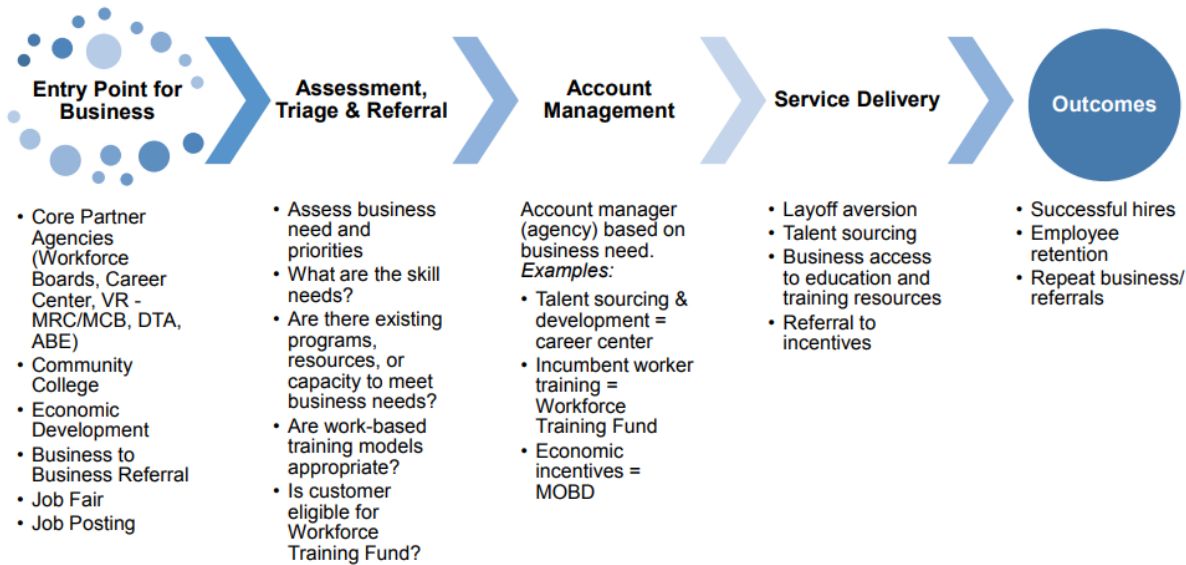 Entry Point for
Business
Assessment,
Triage & Referral
Account
Management
Service Delivery
Outcomes
• Core Partner
Agencies
(Workforce
Boards, Career
Center, VR -
MRC/MCB, DTA,
ABE)
• Community
College
• Economic
Development
• Business to
Business Referral
• Job Fair
• Job Posting
• Assess business
need and
priorities
• What are the skill
needs?
• Are there existing
programs,
resources, or
capacity to meet
business needs?
• Are work-based
training models
appropriate?
• Is customer
eligible for
Workforce
Training Fund?
Account manager
(agency) based on
business need.
Examples:
• Talent sourcing &
development =
career center
• Incumbent worker
training =
Workforce
Training Fund
• Economic
incentives =
MOBD
• Layoff aversion
• Talent sourcing
• Business access
to education and
training resources
• Referral to
incentives
• Successful hires
• Employee
retention
• Repeat business/
referrals